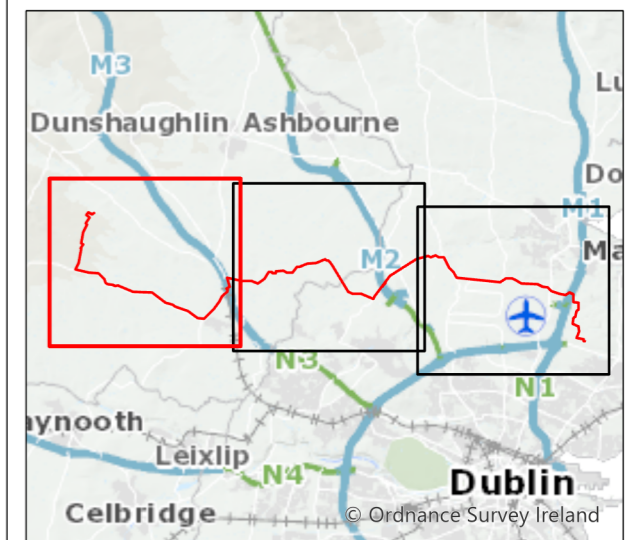 M3
Lu
Dunshaughlin Ashbourne
Do
M1
Ma
M2
N3
N1
aynooth
Leixlip
N4
Dublin
Celbridge
© Ordnance Survey Ireland